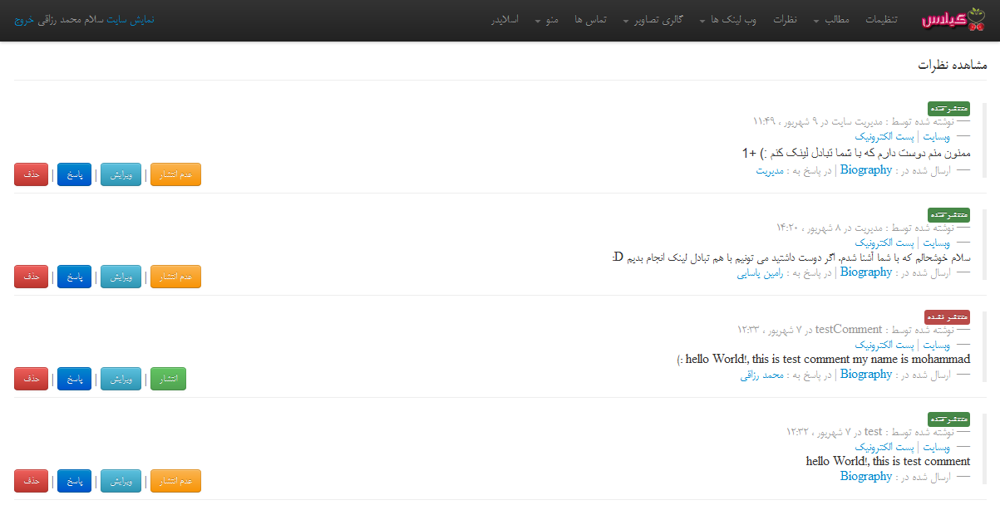 گیلاس تنظیمات مطالب نظرات وب لینک ها گالری تصاویر تماس ها منو اسلایدر نمایش سایت سلام محمد رزاقی خروج
مشاهده نظرات
منتشر شده
— نوشته شده توسط : مدیریت سایت در ۹ شهریور ، ۱۱:۴۹
— وبسایت | پست الکترونیک
ممنون منم دوست دارم که با شما تبادل لینک کنم :) +1
— ارسال شده در : Biography | در پاسخ به : مدیریت
عدم انتشار | ویرایش | پاسخ | حذف
منتشر شده
— نوشته شده توسط : مدیریت در ۸ شهریور ، ۱۴:۲۰
— وبسایت | پست الکترونیک
سلام خوشحالم که با شما آشنا شدم. اگر دوست داشتید می تونیم با هم تبادل لینک انجام بدیم D:
— ارسال شده در : Biography | در پاسخ به : رامین یاسایی
عدم انتشار | ویرایش | پاسخ | حذف
منتشر نشده
— نوشته شده توسط : testComment در ۷ شهریور ، ۱۲:۳۳
— وبسایت | پست الکترونیک
hello World!, this is test comment my name is mohammad :)
— ارسال شده در : Biography | در پاسخ به : محمد رزاقی
انتشار | ویرایش | پاسخ | حذف
منتشر شده
— نوشته شده توسط : test در ۷ شهریور ، ۱۲:۳۲
— وبسایت | پست الکترونیک
hello World!, this is test comment
— ارسال شده در : Biography
عدم انتشار | ویرایش | پاسخ | حذف